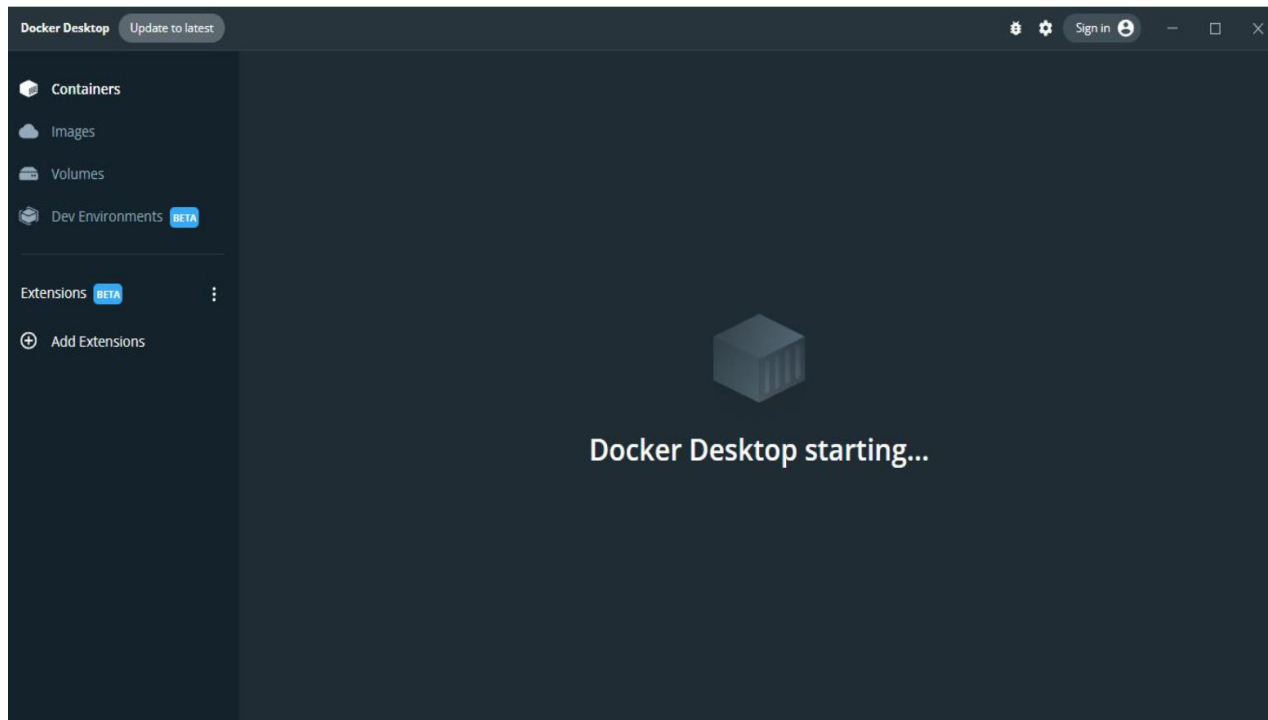 Docker Desktop Update to latest Sign in
Containers
Images
Volumes
Dev Environments BETA
Extensions BETA
Add Extensions
Docker Desktop starting...